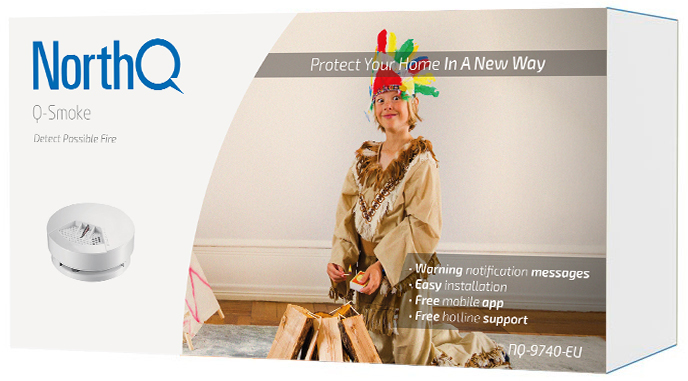 NorthQ
Q-Smoke
Detect Possible Fire
Protect Your Home In A New Way
• Warning notification messages
• Easy installation
• Free mobile app
• Free hotline support
NQ-9740-EU